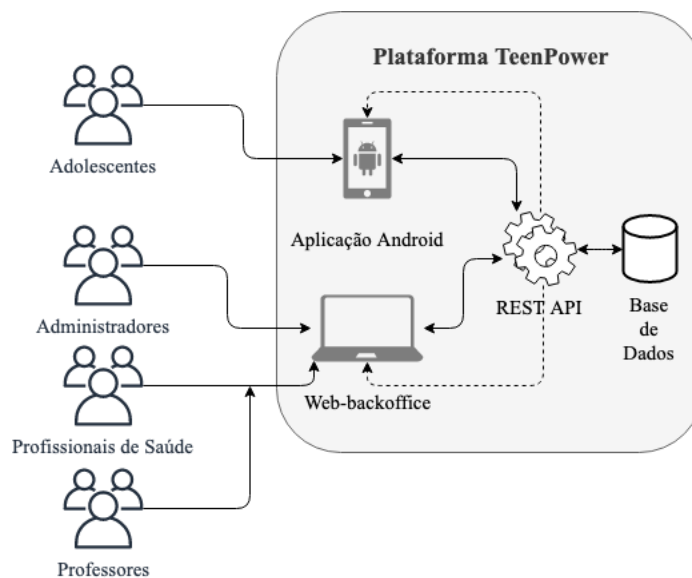 Plataforma TeenPower
Adolescentes
Aplicação Android
Administradores
REST API
Base
de
Dados
Web-backoffice
Profissionais de Saúde
Professores